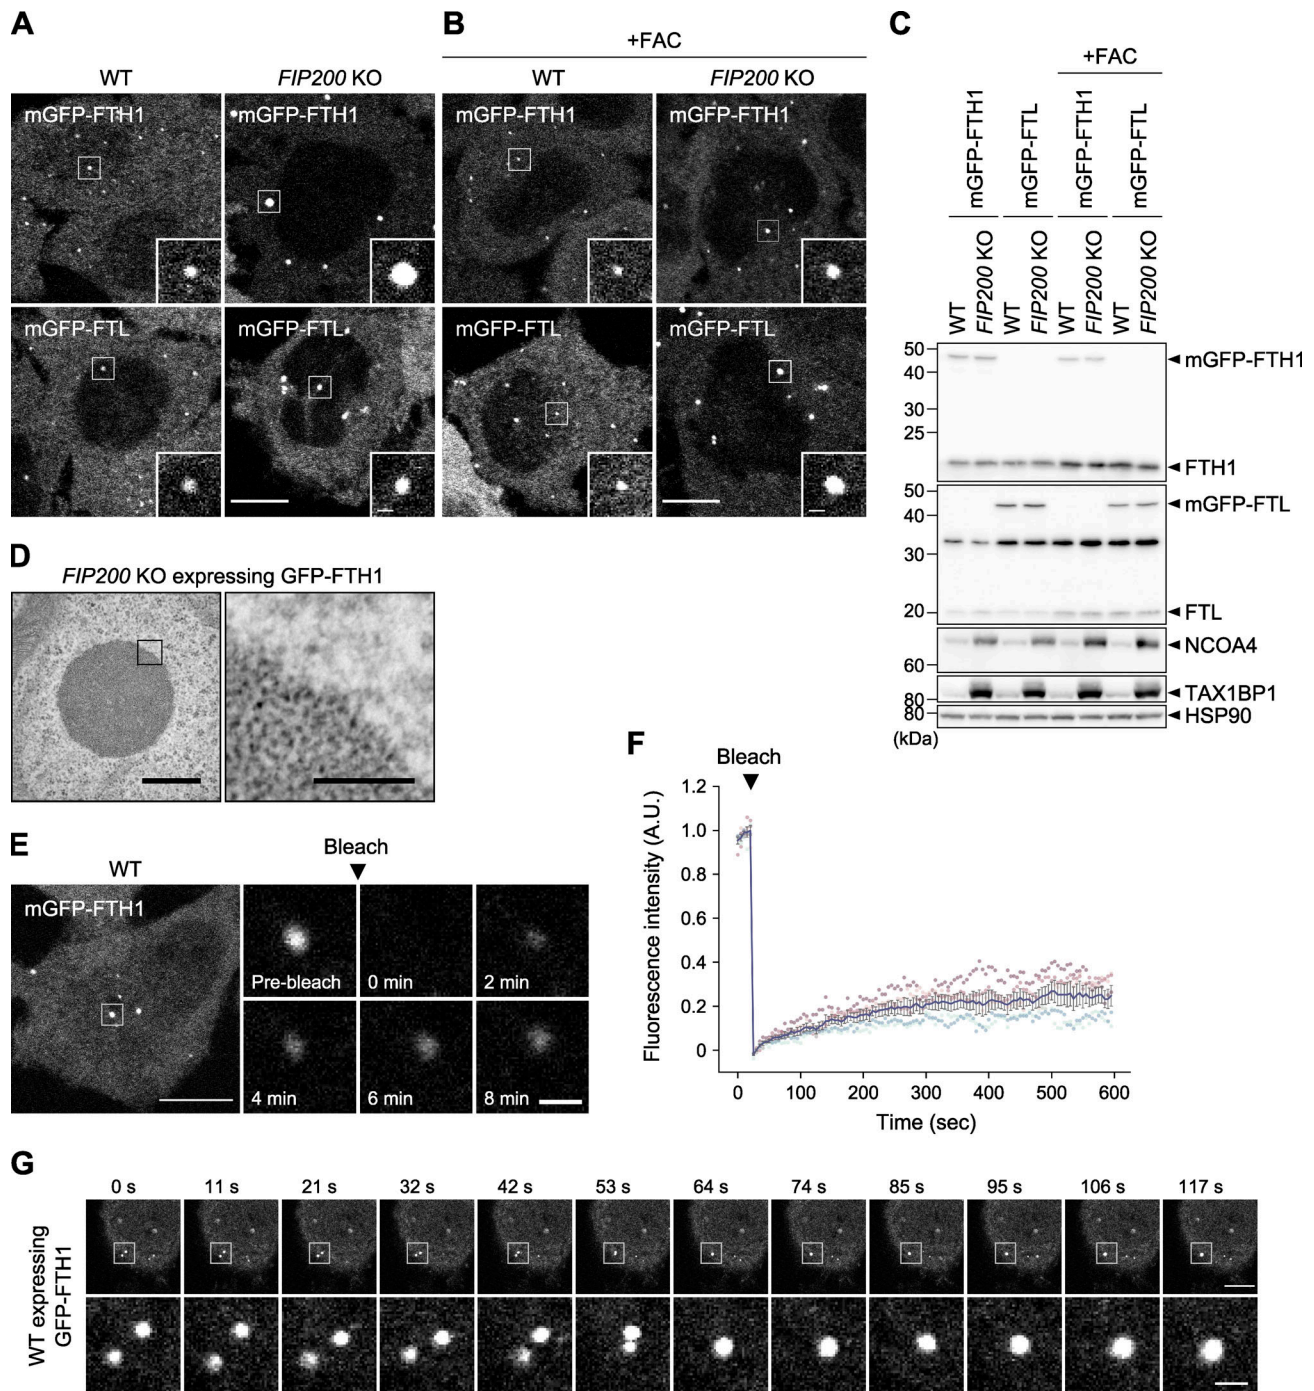 A
WT
FIP200 KO
mGFP-FTH1
mGFP-FTH1
mGFP-FTL
mGFP-FTL
B
+FAC
WT
FIP200 KO
mGFP-FTH1
mGFP-FTH1
mGFP-FTL
mGFP-FTL
C
+FAC
mGFP-FTH1
mGFP-FTL
mGFP-FTH1
mGFP-FTL
WT
FIP200 KO
WT
FIP200 KO
WT
FIP200 KO
WT
FIP200 KO
50
mGFP-FTH1
40
30
25
FTH1
50
mGFP-FTL
40
30
20
FTL
NCOA4
60
TAX1BP1
80
80
HSP90
(kDa)
D
FIP200 KO expressing GFP-FTH1
E
WT
mGFP-FTH1
Bleach
Pre-bleach
0 min
2 min
4 min
6 min
8 min
F
Bleach
Fluorescence intensity (A.U.)
1.2
1.0
0.8
0.6
0.4
0.2
0
0 100 200 300 400 500 600
Time (sec)
G
0 s 11 s 21 s 32 s 42 s 53 s 64 s 74 s 85 s 95 s 106 s 117 s
WT expressing
GFP-FTH1